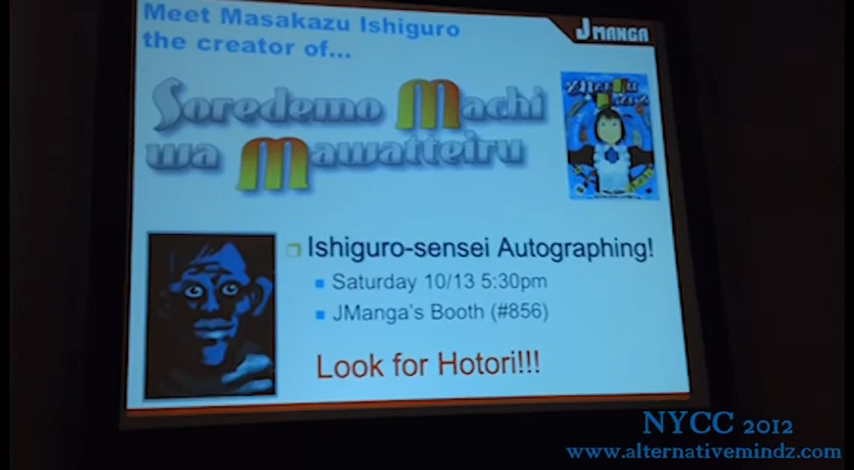 Meet Masakazu Ishiguro
the creator of...
J MANGA
Soredemo Machi
wa Mawatteiru
Ishiguro-sensei Autographing!
Saturday 10/13 5:30pm
JManga's Booth (#856)
Look for Hotori!!!
NYCC 2012
www.alternativemindz.com